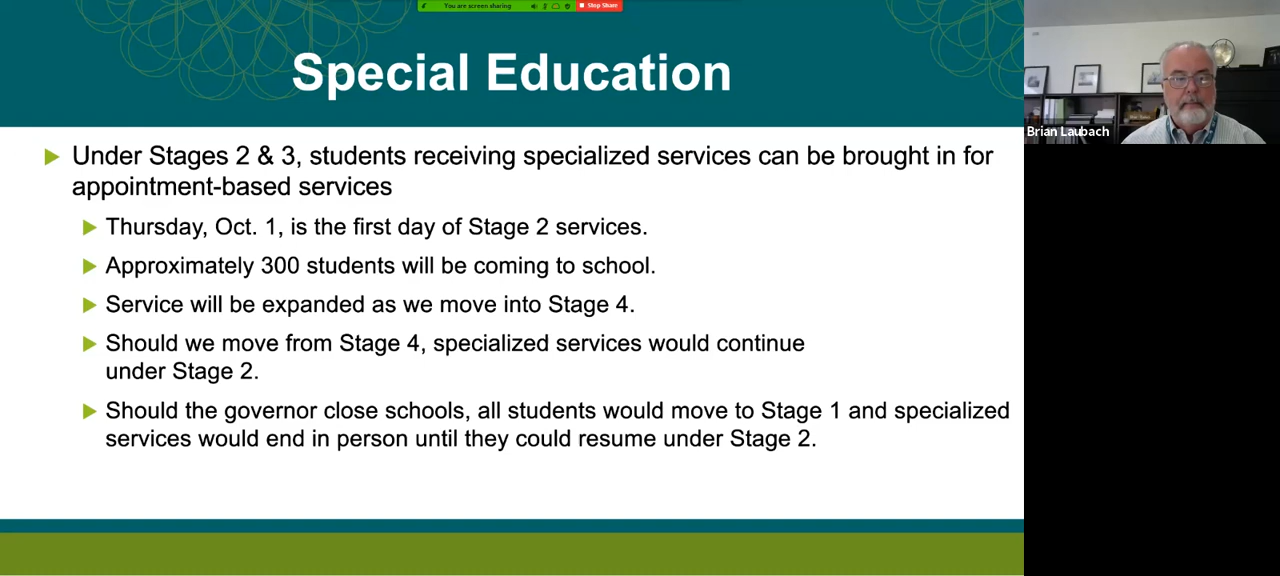 You are screen sharing
Stop Share
Special Education
Under Stages 2 & 3, students receiving specialized services can be brought in for
appointment-based services
Thursday, Oct. 1, is the first day of Stage 2 services.
Approximately 300 students will be coming to school.
Service will be expanded as we move into Stage 4.
Should we move from Stage 4, specialized services would continue
under Stage 2.
Should the governor close schools, all students would move to Stage 1 and specialized
services would end in person until they could resume under Stage 2.
Brian Laubach